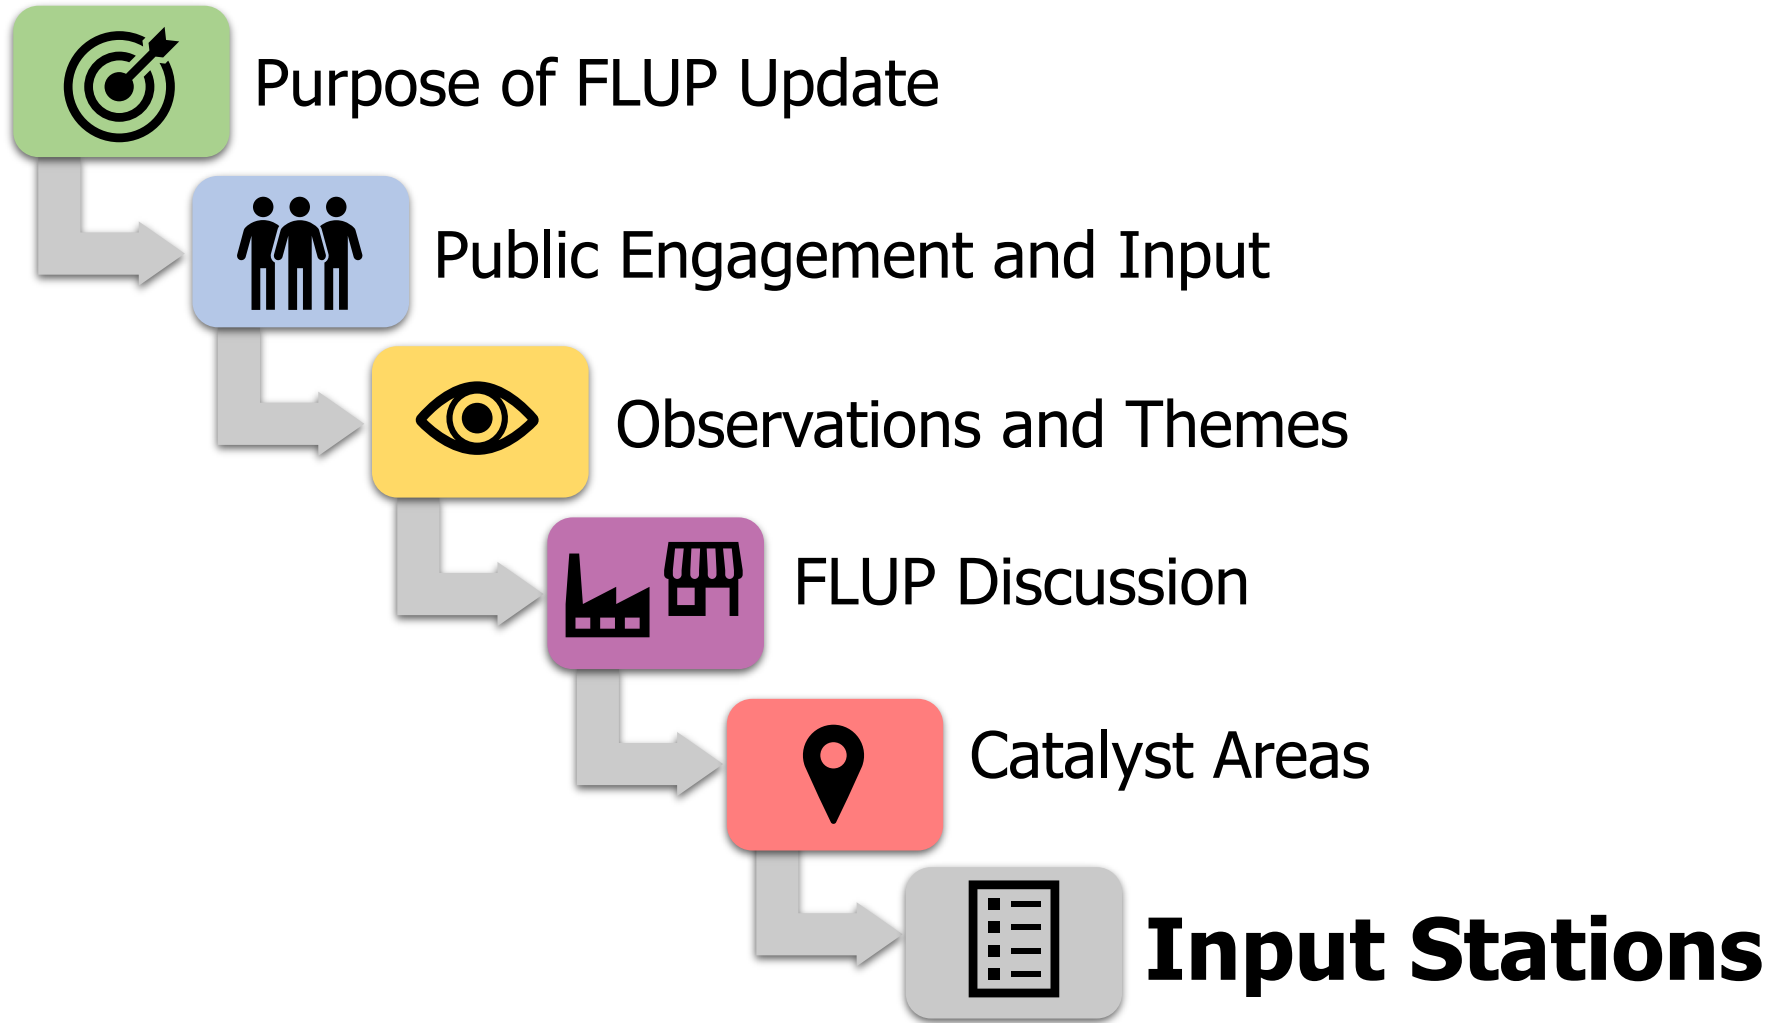 Purpose of FLUP Update
Public Engagement and Input
Observations and Themes
FLUP Discussion
Catalyst Areas
Input Stations